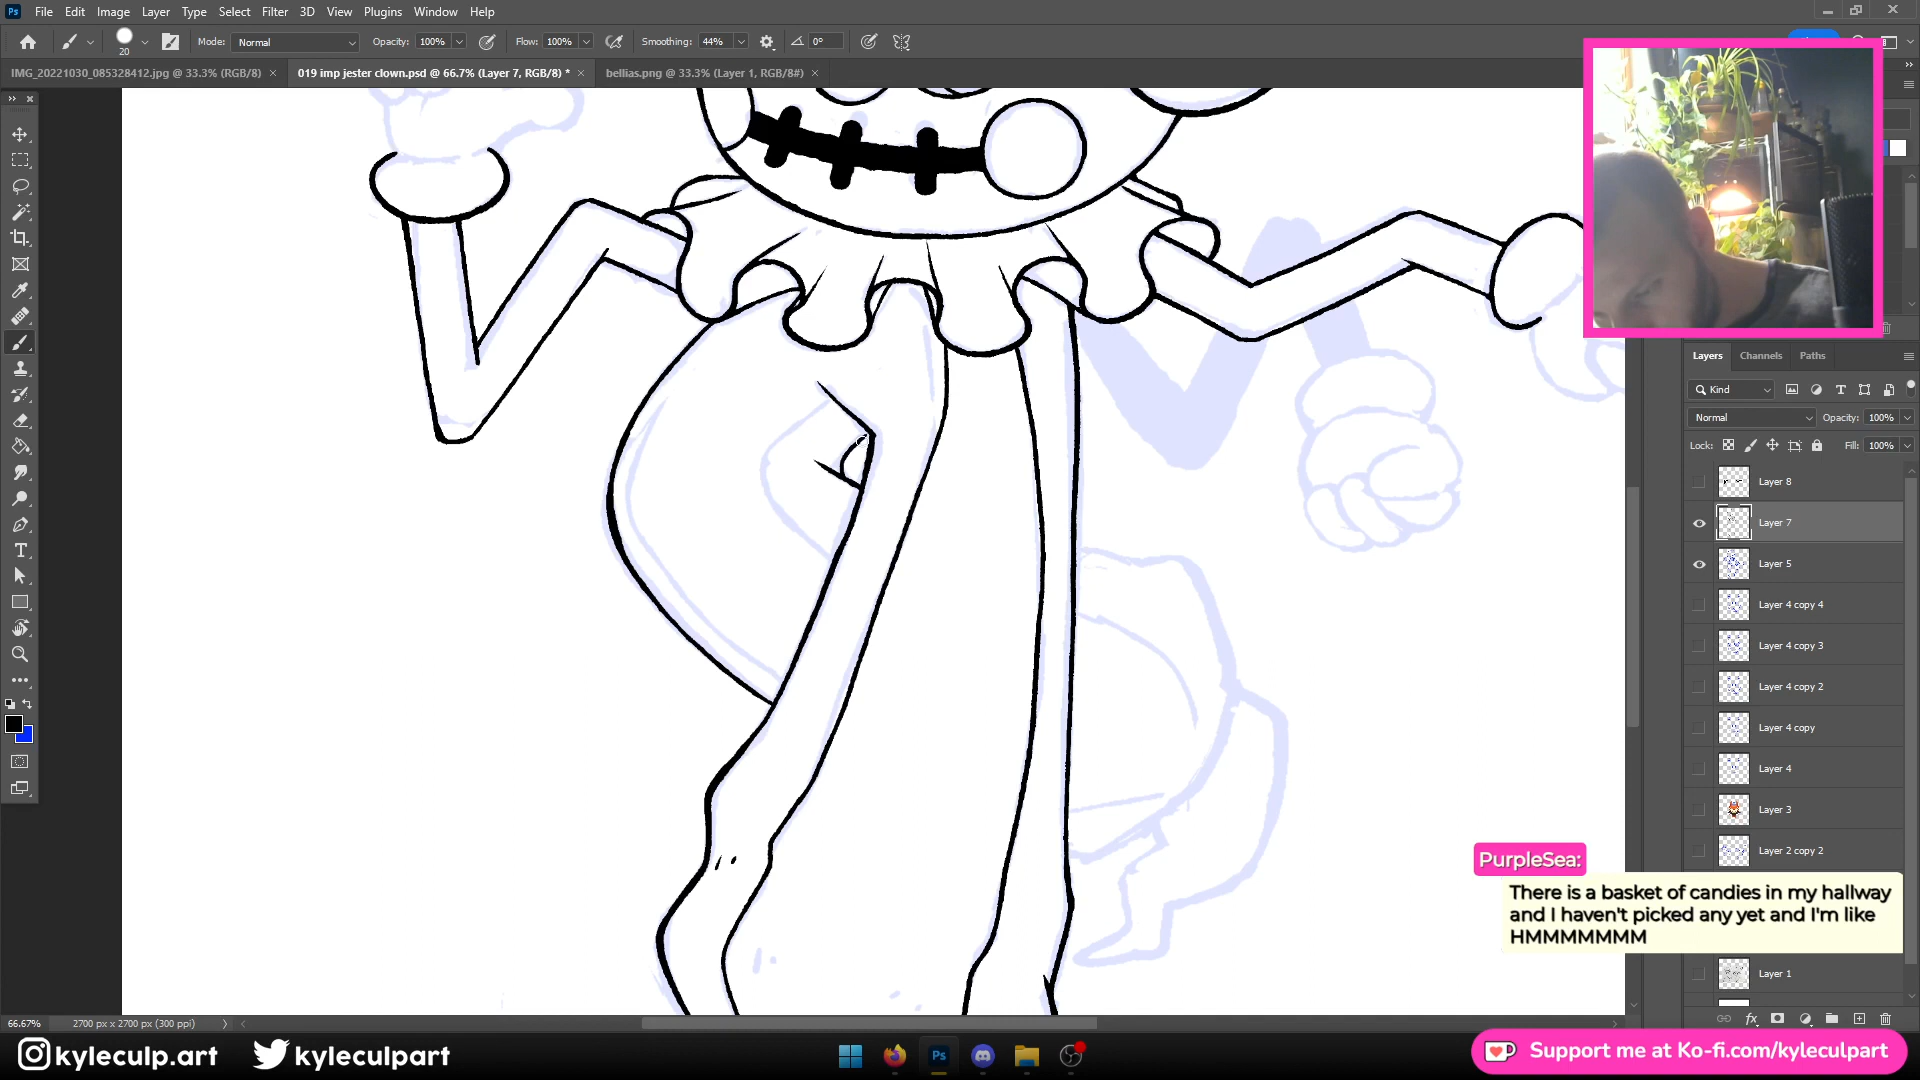 Ps File Edit Image Layer Type Select Filter 3D View Plugins Window Help
20 Mode: Normal Opacity: 100% Flow: 100% Smoothing: 44% 0°
IMG_20221030_085328412.jpg @ 33.3% (RGB/8) 019 imp jester clown.psd @ 66.7% (Layer 7, RGB/8) * bellias.png @ 33.3% (Layer 1, RGB/8#)
Layers Channels Paths
Kind
Normal Opacity: 100%
Lock: Fill: 100%
Layer 8
Layer 7
Layer 5
Layer 4 copy 4
Layer 4 copy 3
Layer 4 copy 2
Layer 4 copy
Layer 4
Layer 3
Layer 2 copy 2
PurpleSea:
There is a basket of candies in my hallway
and I haven't picked any yet and I'm like
HMMMMMMM
Layer 1
66.67% 2700 px x 2700 px (300 ppi)
kyleculp.art kyleculpart
Ps
Support me at Ko-fi.com/kyleculpart